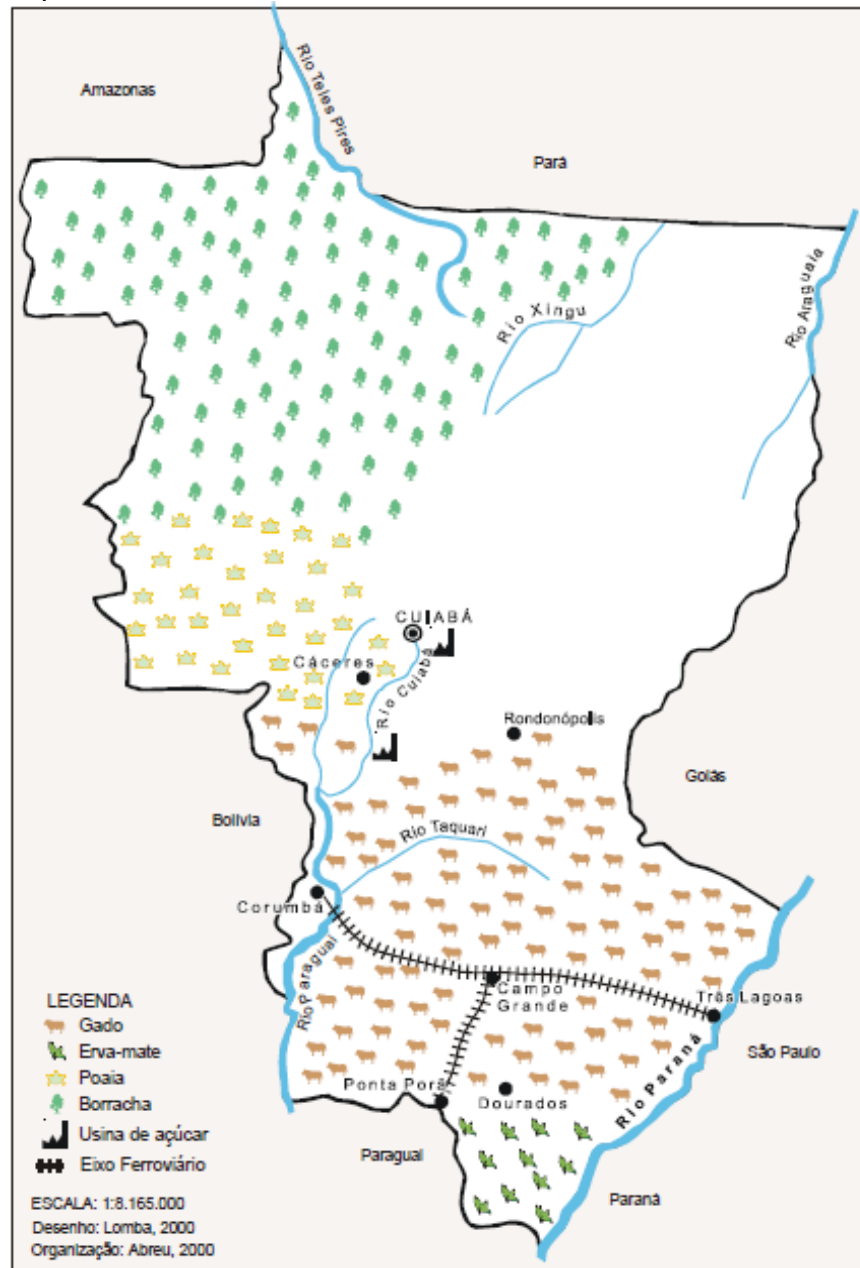 Amazonas
Rio Teles Pires
Pará
Rio Xingu
Rio Araguaia
CUIABÁ
Cáceres
Rio Cuiabá
Rondonópolis
Goiás
Bolívia
Rio Taquari
Corumbá
Rio Paraguai
Campo
Grande
Três Lagoas
São Paulo
Rio Paraná
Ponta Porã
Dourados
Paraguai
Paraná
LEGENDA
Gado
Erva-mate
Poaia
Borracha
Usina de açúcar
Eixo Ferroviário
ESCALA: 1:8.165.000
Desenho: Lomba, 2000
Organização: Abreu, 2000